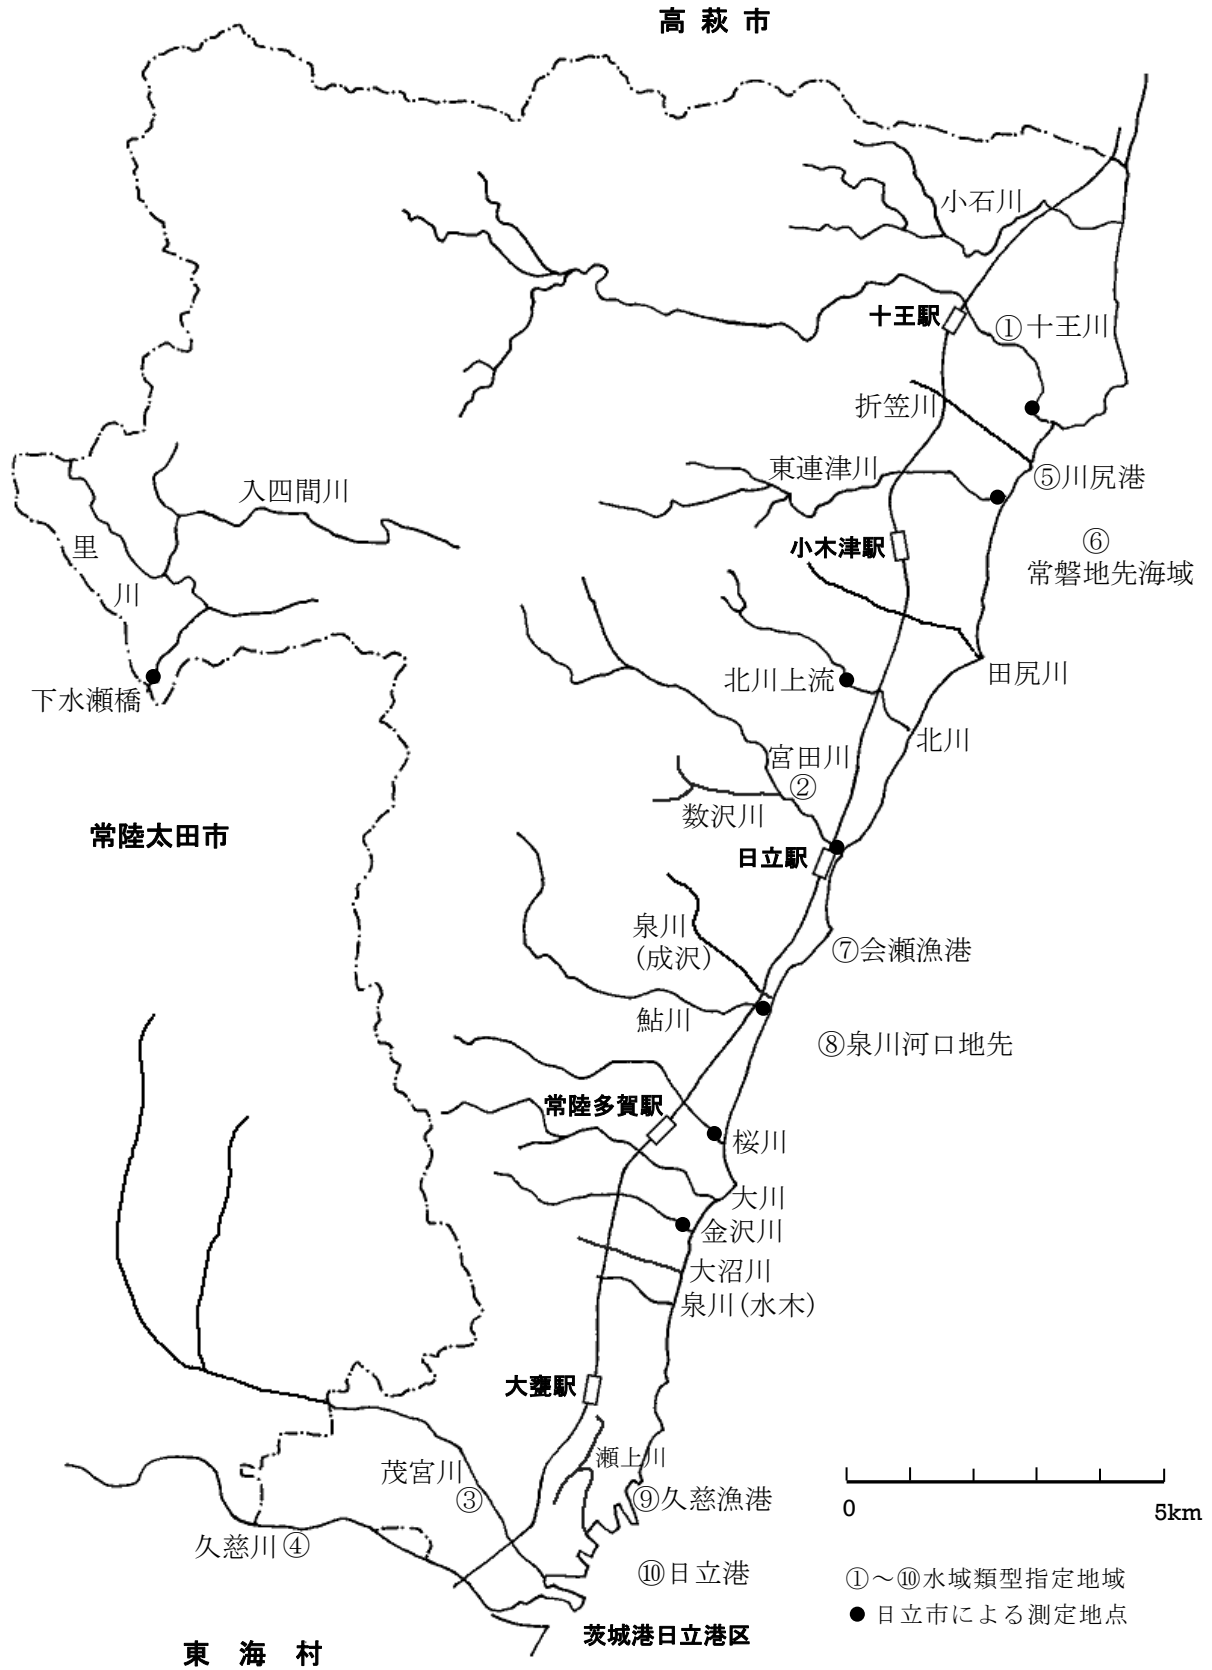 高萩市
小石川
十王駅
①十王川
折笠川
東連津川
⑤川尻港
入四間川
里
川
小木津駅
⑥
常磐地先海域
下水瀬橋
北川上流
田尻川
北川
宮田川
②
数沢川
常陸太田市
日立駅
泉川
(成沢)
⑦会瀬漁港
鮎川
⑧泉川河口地先
常陸多賀駅
桜川
大川
金沢川
大沼川
泉川(水木)
大甕駅
瀬上川
茂宮川
③
⑨久慈漁港
0
5km
久慈川④
⑩日立港
①~⑩水域類型指定地域
●日立市による測定地点
茨城港日立港区
東海村